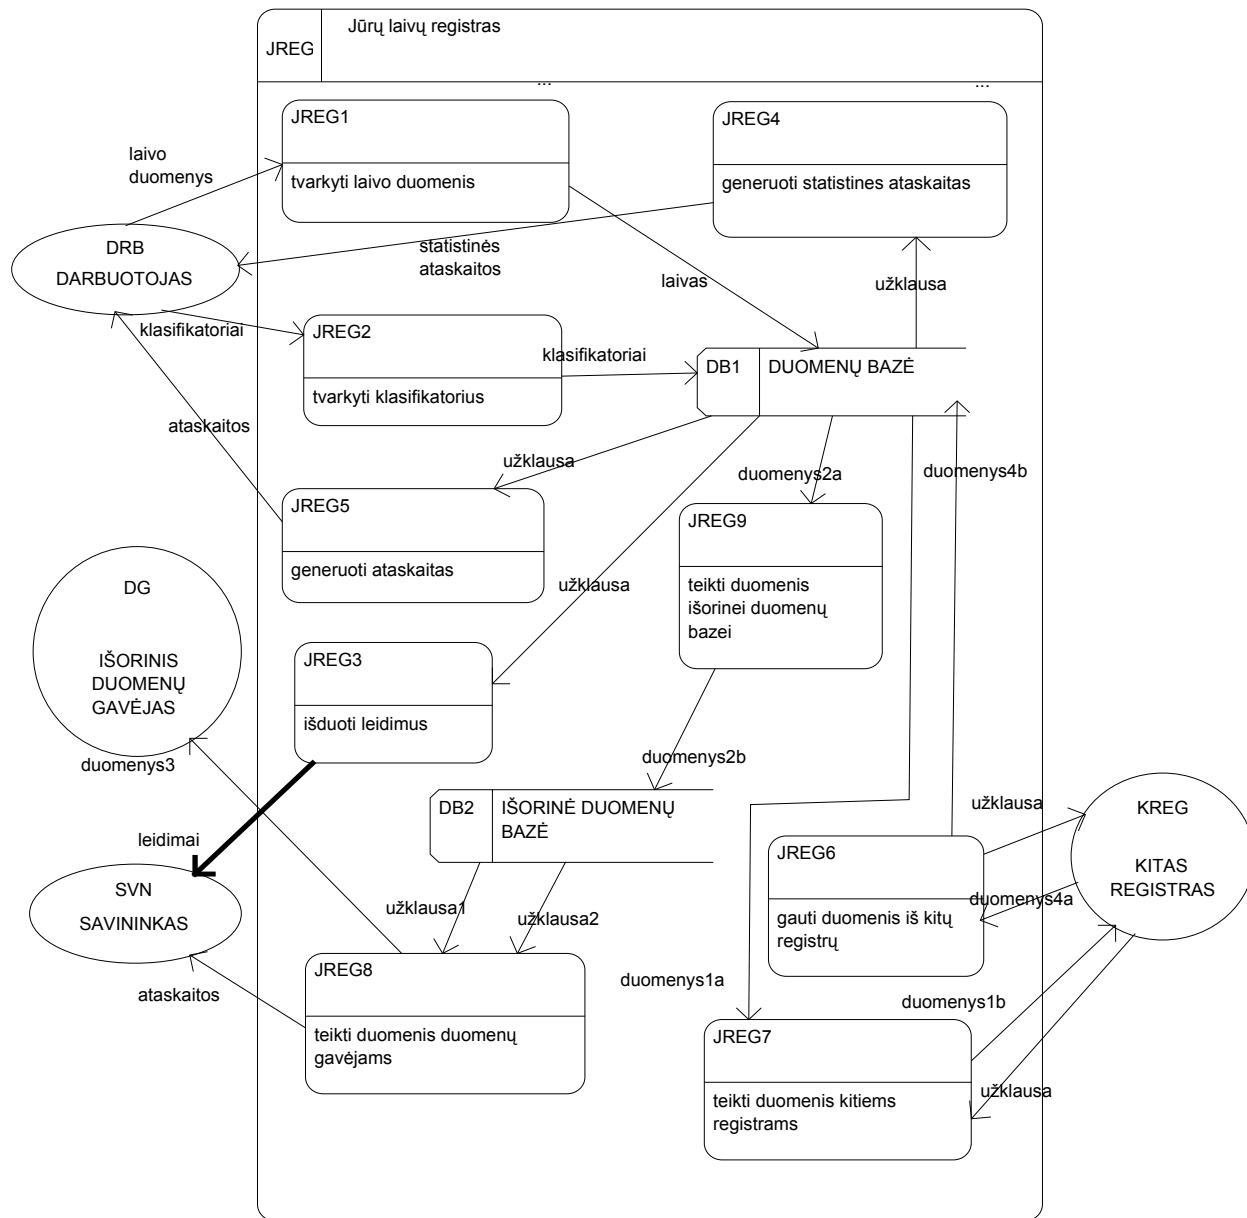 Jūrų laivų registras
JREG
...
...
JREG1
tvarkyti laivo duomenis
JREG4
generuoti statistines ataskaitas
laivo
duomenys
DRB
DARBUOTOJAS
statistinės
ataskaitos
laivas
užklausa
klasifikatoriai
JREG2
tvarkyti klasifikatorius
klasifikatoriai
DB1
DUOMENŲ BAZĖ
ataskaitos
užklausa
duomenys2a
duomenys4b
JREG5
generuoti ataskaitas
JREG9
teikti duomenis
išorinei duomenų
bazei
užklausa
DG
IŠORINIS
DUOMENŲ
GAVĖJAS
JREG3
išduoti leidimus
duomenys3
duomenys2b
DB2
IŠORINĖ DUOMENŲ
BAZĖ
užklausa
KREG
KITAS
REGISTRAS
leidimai
JREG6
gauti duomenis iš kitų
registrų
duomenys4a
SVN
SAVININKAS
užklausa1
užklausa2
JREG8
teikti duomenis duomenų
gavėjams
ataskaitos
duomenys1a
duomenys1b
JREG7
teikti duomenis kitiems
registrams
užklausa